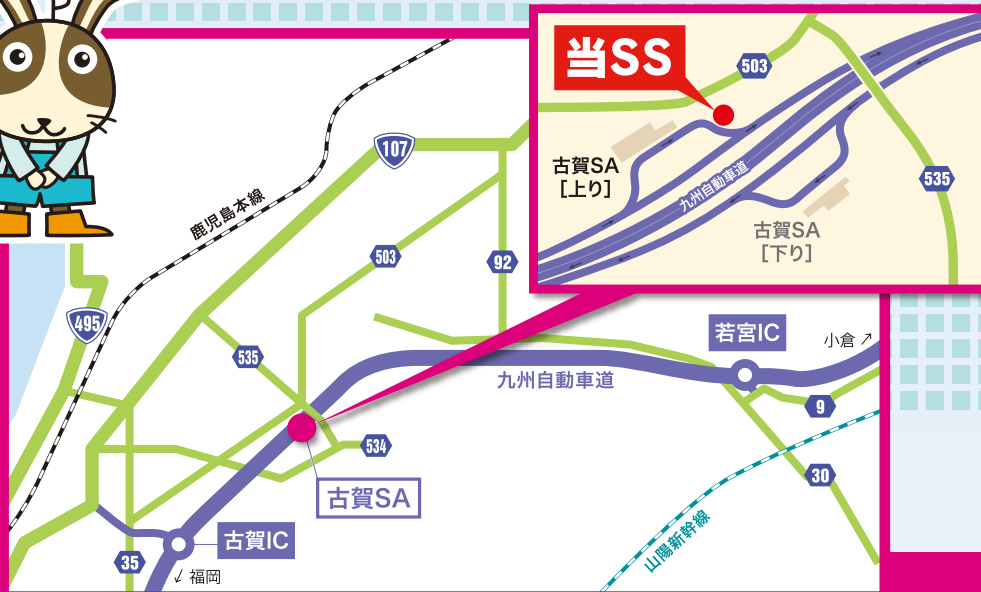 P
当SS
503
古賀SA
[上り]
九州自動車道
535
古賀SA
[下り]
107
鹿児島本線
503
92
495
535
若宮IC
小倉↗
九州自動車道
9
534
古賀SA
30
古賀IC
山陽新幹線
35
↙福岡